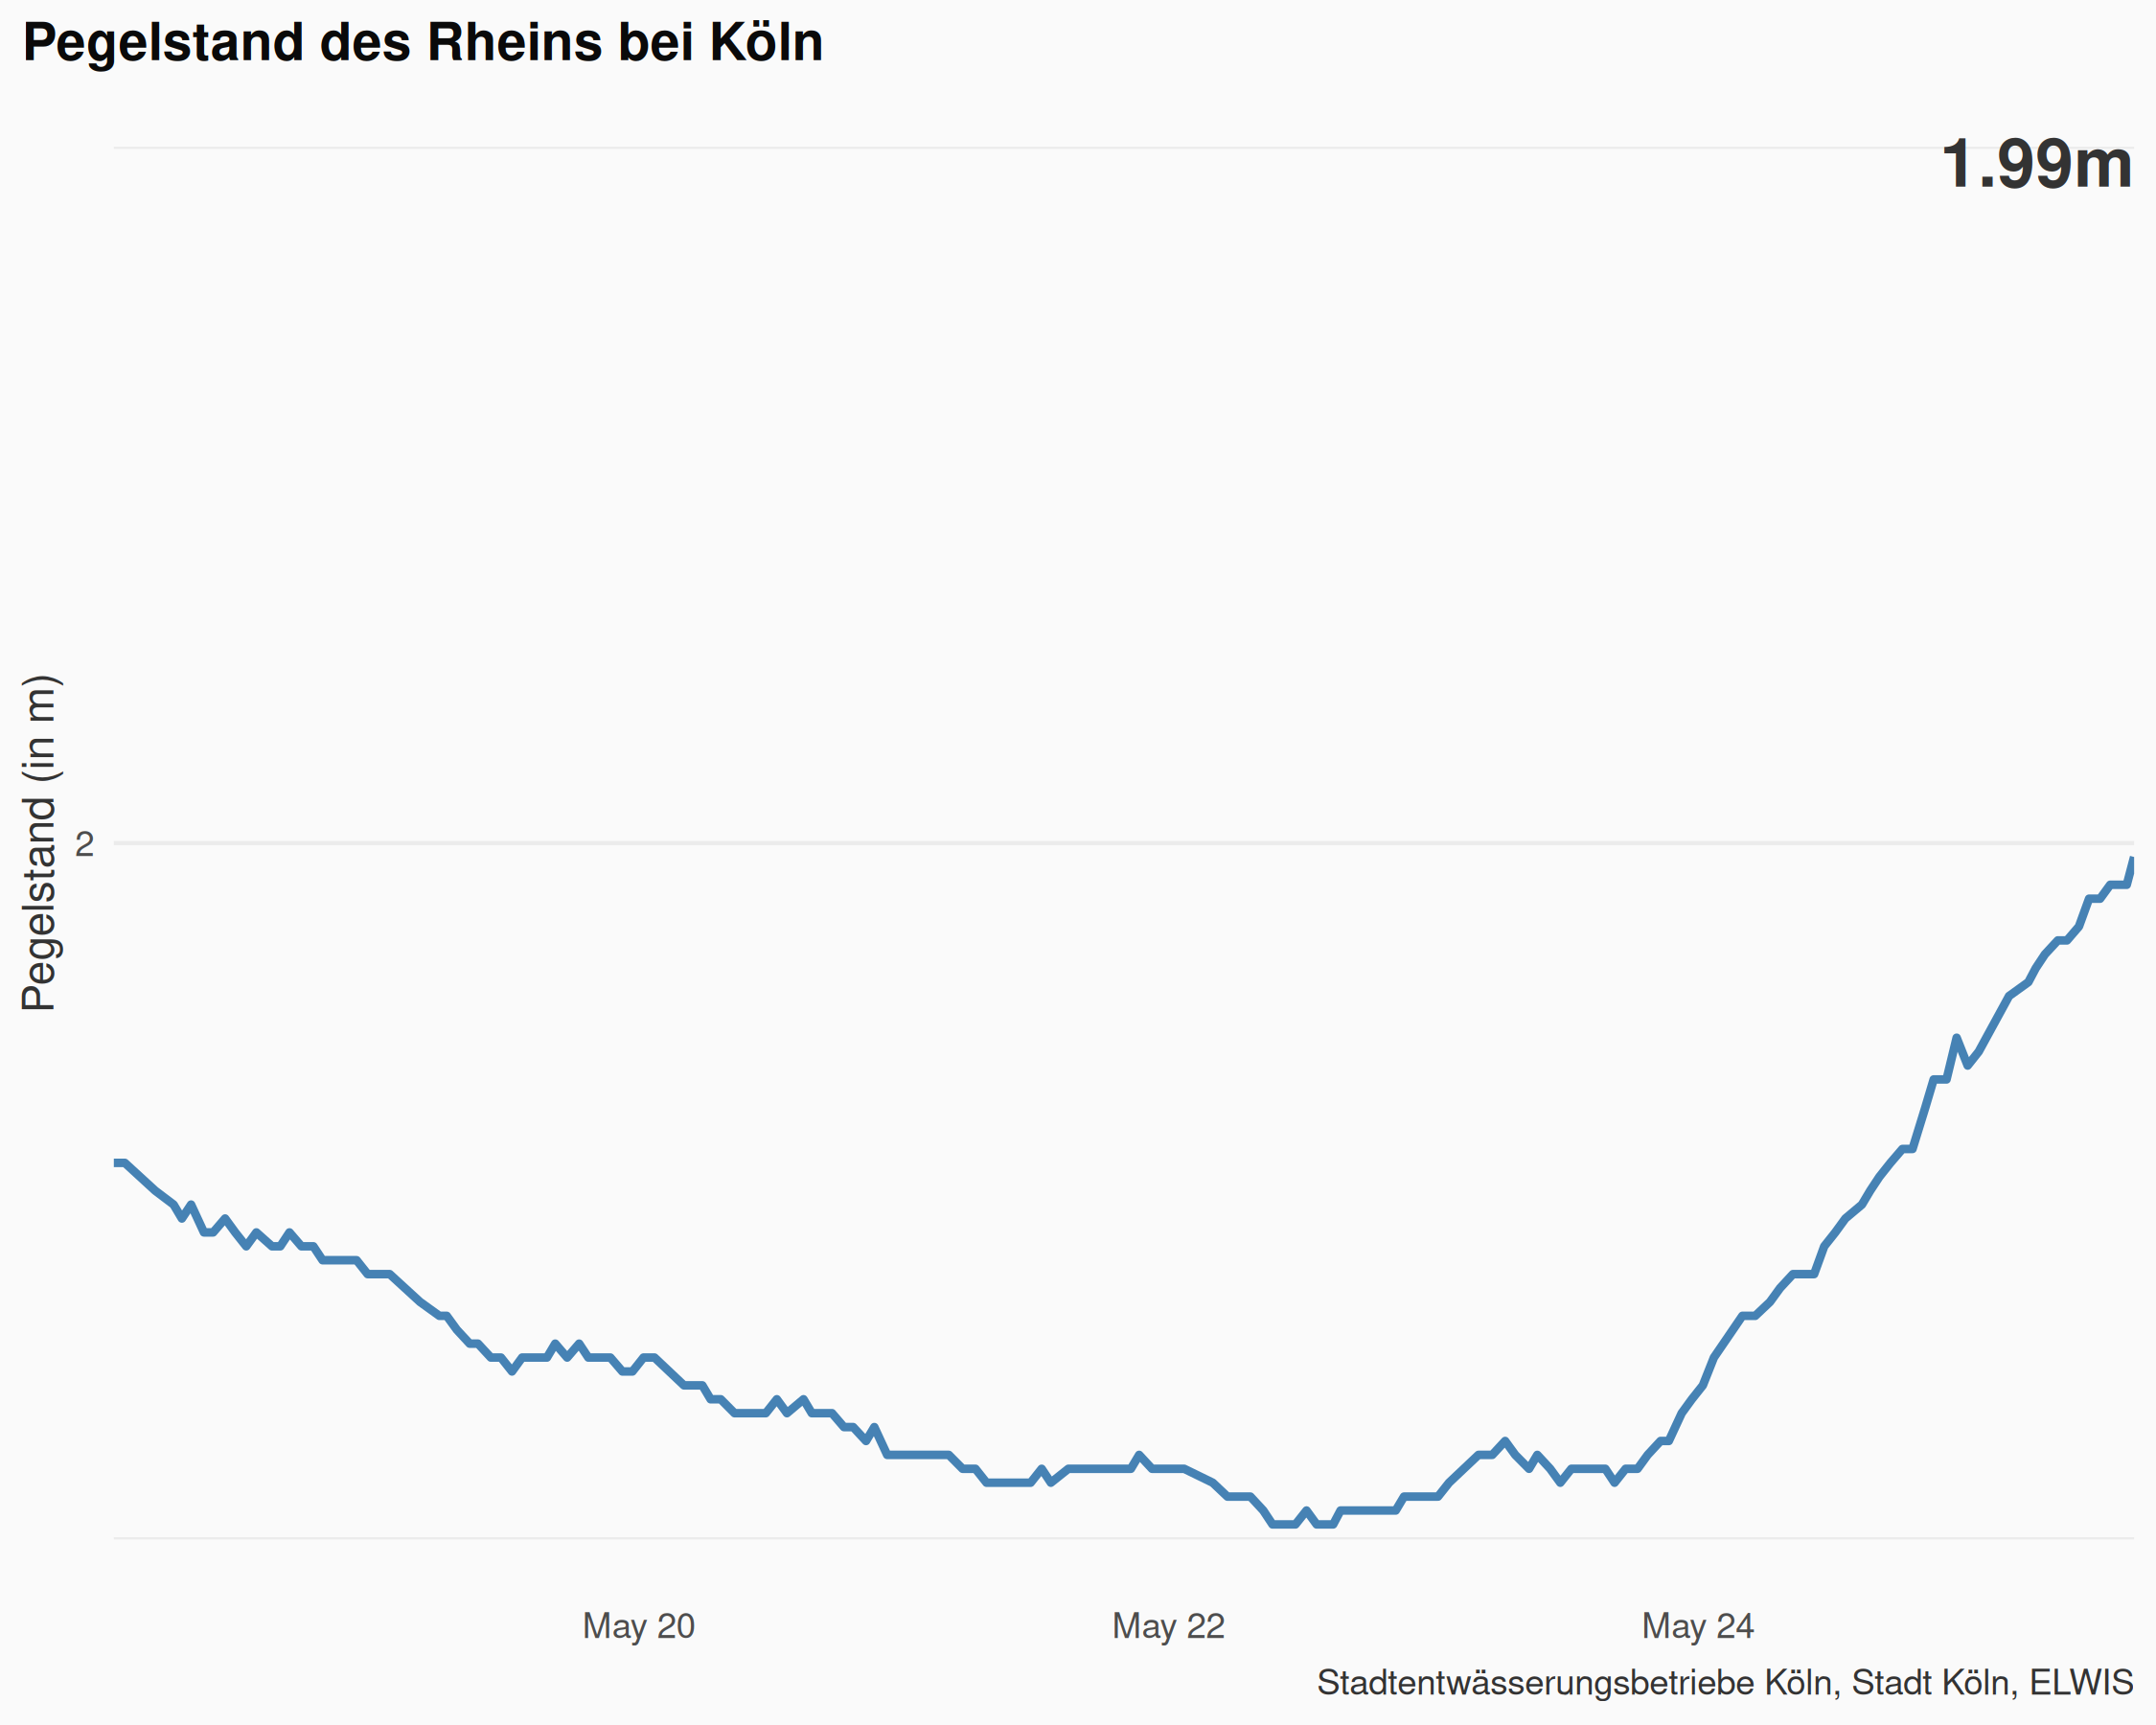 Pegelstand des Rheins bei Köln
1.99m
Pegelstand (in m)
2
May 20
May 22
May 24
Stadtentwässerungsbetriebe Köln, Stadt Köln, ELWIS